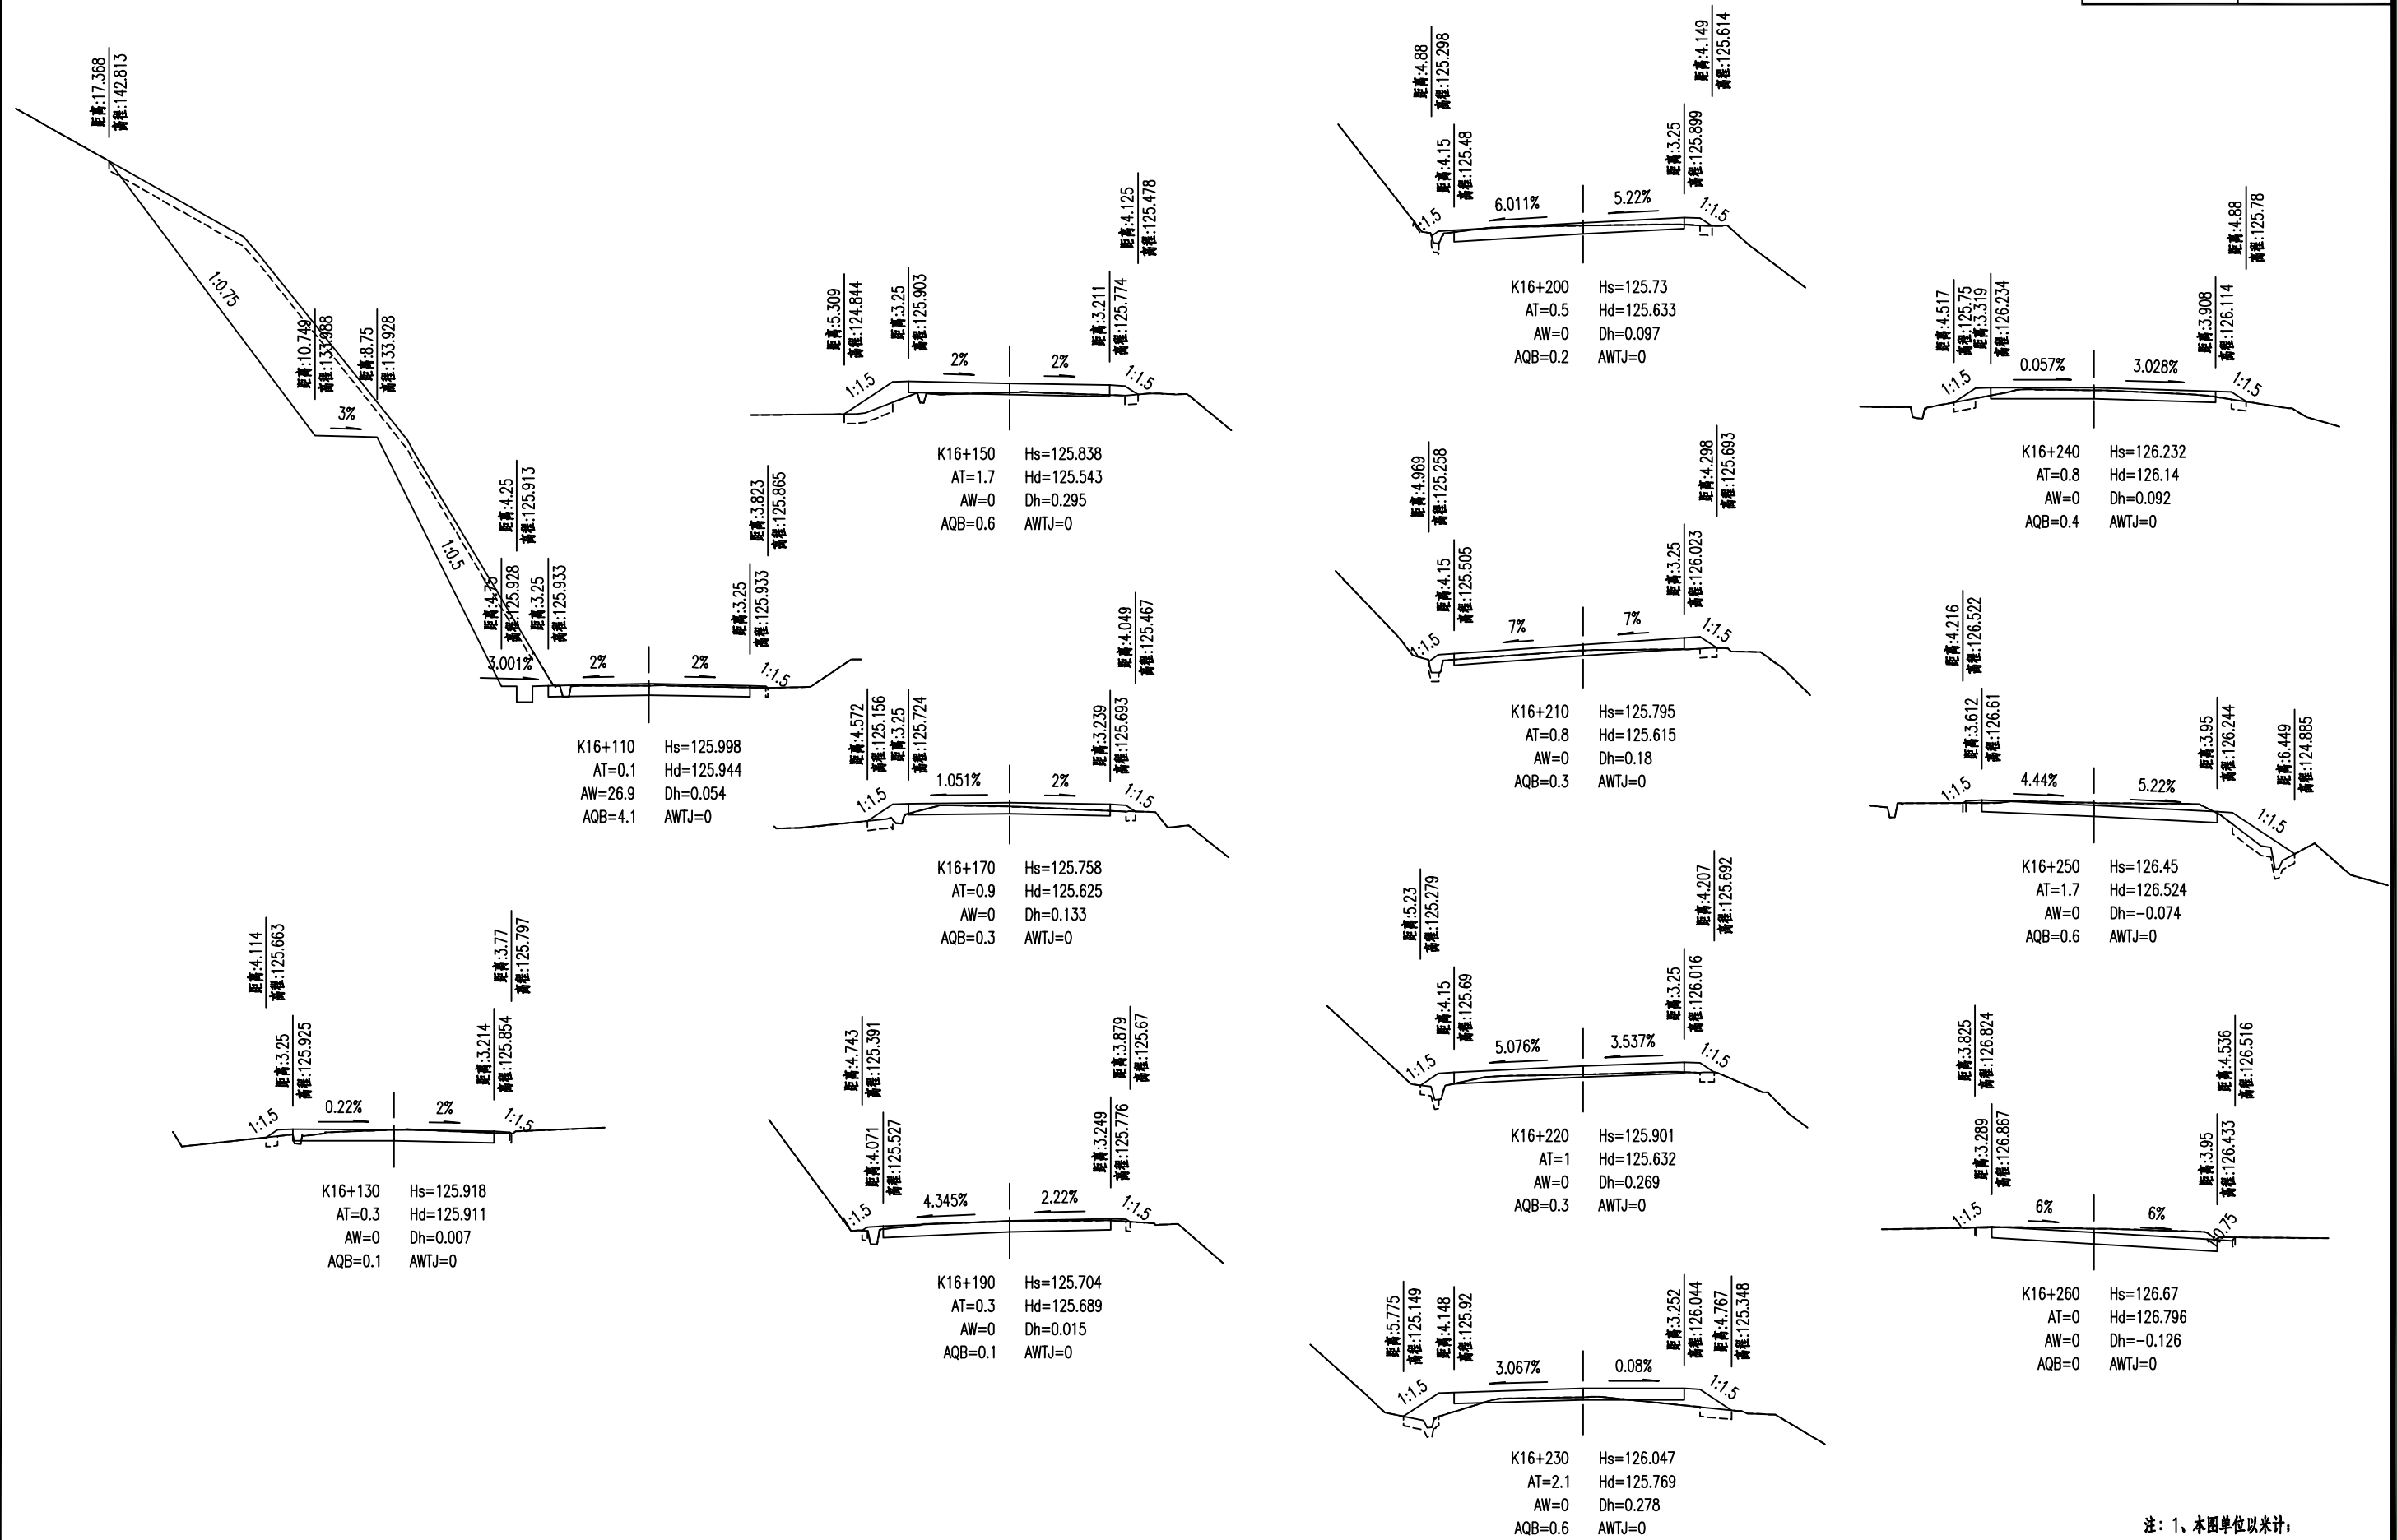 距离:17.368
高程:142.813
1:0.75
距离:10.749
高程:133.988
距离:8.75
高程:133.928
3%
1:0.5
距离:4.25
高程:125.913
距离:4.75
高程:125.928
距离:3.25
高程:125.933
距离:3.823
高程:125.865
距离:3.25
高程:125.933
3.001%
2%
2%
1:1.5
K16+110 Hs=125.998
AT=0.1 Hd=125.944
AW=26.9 Dh=0.054
AQB=4.1 AWTJ=0
距离:4.114
高程:125.663
距离:3.25
高程:125.925
距离:3.77
高程:125.797
距离:3.214
高程:125.854
1:1.5
0.22%
2%
1:1.5
K16+130 Hs=125.918
AT=0.3 Hd=125.911
AW=0 Dh=0.007
AQB=0.1 AWTJ=0
距离:5.309
高程:124.844
距离:3.25
高程:125.903
距离:4.125
高程:125.478
距离:3.211
高程:125.774
1:1.5
2%
2%
1:1.5
K16+150 Hs=125.838
AT=1.7 Hd=125.543
AW=0 Dh=0.295
AQB=0.6 AWTJ=0
距离:4.572
高程:125.156
距离:3.25
高程:125.724
距离:4.049
高程:125.467
距离:3.239
高程:125.693
1:1.5
1.051%
2%
1:1.5
K16+170 Hs=125.758
AT=0.9 Hd=125.625
AW=0 Dh=0.133
AQB=0.3 AWTJ=0
距离:4.743
高程:125.391
距离:4.071
高程:125.527
距离:3.879
高程:125.67
距离:3.249
高程:125.776
1:1.5
4.345%
2.22%
1:1.5
K16+190 Hs=125.704
AT=0.3 Hd=125.689
AW=0 Dh=0.015
AQB=0.1 AWTJ=0
距离:4.88
高程:125.298
距离:4.15
高程:125.48
距离:4.149
高程:125.614
距离:3.25
高程:125.899
1:1.5
6.011%
5.22%
1:1.5
K16+200 Hs=125.73
AT=0.5 Hd=125.633
AW=0 Dh=0.097
AQB=0.2 AWTJ=0
距离:4.969
高程:125.258
距离:4.15
高程:125.505
距离:4.298
高程:125.693
距离:3.25
高程:126.023
1:1.5
7%
7%
1:1.5
K16+210 Hs=125.795
AT=0.8 Hd=125.615
AW=0 Dh=0.18
AQB=0.3 AWTJ=0
距离:5.23
高程:125.279
距离:4.15
高程:125.69
距离:4.207
高程:125.692
距离:3.25
高程:126.016
1:1.5
5.076%
3.537%
1:1.5
K16+220 Hs=125.901
AT=1 Hd=125.632
AW=0 Dh=0.269
AQB=0.3 AWTJ=0
距离:5.775
高程:125.149
距离:4.148
高程:125.92
距离:3.252
高程:126.044
距离:4.767
高程:125.348
1:1.5
3.067%
0.08%
1:1.5
K16+230 Hs=126.047
AT=2.1 Hd=125.769
AW=0 Dh=0.278
AQB=0.6 AWTJ=0
距离:4.517
高程:125.75
距离:3.319
高程:126.234
距离:4.88
高程:125.78
距离:3.908
高程:126.114
1:1.5
0.057%
3.028%
1:1.5
K16+240 Hs=126.232
AT=0.8 Hd=126.14
AW=0 Dh=0.092
AQB=0.4 AWTJ=0
距离:4.216
高程:126.522
距离:3.612
高程:126.61
距离:3.95
高程:126.244
距离:6.449
高程:124.885
1:1.5
4.44%
5.22%
1:1.5
K16+250 Hs=126.45
AT=1.7 Hd=126.524
AW=0 Dh=-0.074
AQB=0.6 AWTJ=0
距离:3.825
高程:126.824
距离:3.289
高程:126.867
距离:4.536
高程:126.516
距离:3.95
高程:126.433
1:1.5
6%
6%
1:0.75
K16+260 Hs=126.67
AT=0 Hd=126.796
AW=0 Dh=-0.126
AQB=0 AWTJ=0
注: 1、本图单位以米计;